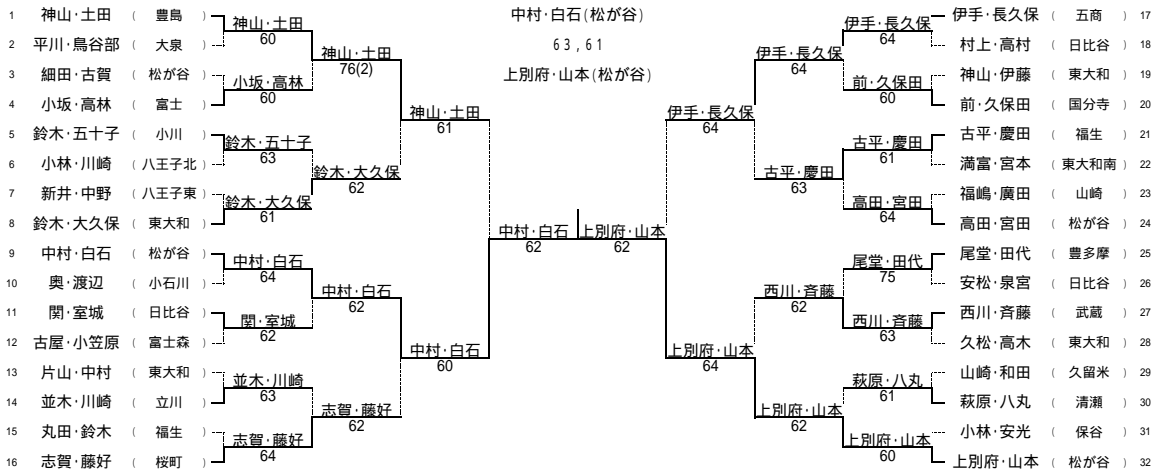 中村・白石(松が谷)
63,61
上別府・山本(松が谷)
1 神山・土田 ( 豊島 )
2 平川・鳥谷部 ( 大泉 )
3 細田・古賀 ( 松が谷 )
4 小坂・高林 ( 富士 )
5 鈴木・五十子 ( 小川 )
6 小林・川崎 ( 八王子北 )
7 新井・中野 ( 八王子東 )
8 鈴木・大久保 ( 東大和 )
9 中村・白石 ( 松が谷 )
10 奥・渡辺 ( 小石川 )
11 関・室城 ( 日比谷 )
12 古屋・小笠原 ( 富士森 )
13 片山・中村 ( 東大和 )
14 並木・川崎 ( 立川 )
15 丸田・鈴木 ( 福生 )
16 志賀・藤好 ( 桜町 )
神山・土田
60
小坂・高林
60
鈴木・五十子
63
鈴木・大久保
61
中村・白石
64
関・室城
62
並木・川崎
63
志賀・藤好
64
神山・土田
76(2)
鈴木・大久保
62
中村・白石
62
志賀・藤好
62
神山・土田
61
中村・白石
60
中村・白石
62
上別府・山本
62
伊手・長久保
64
上別府・山本
64
伊手・長久保
64
古平・慶田
63
西川・斉藤
62
上別府・山本
62
伊手・長久保
64
前・久保田
60
古平・慶田
61
高田・宮田
64
尾堂・田代
75
西川・斉藤
63
萩原・八丸
61
上別府・山本
60
伊手・長久保 ( 五商 ) 17
村上・高村 ( 日比谷 ) 18
神山・伊藤 ( 東大和 ) 19
前・久保田 ( 国分寺 ) 20
古平・慶田 ( 福生 ) 21
満富・宮本 ( 東大和南 ) 22
福嶋・廣田 ( 山崎 ) 23
高田・宮田 ( 松が谷 ) 24
尾堂・田代 ( 豊多摩 ) 25
安松・泉宮 ( 日比谷 ) 26
西川・斉藤 ( 武蔵 ) 27
久松・高木 ( 東大和 ) 28
山崎・和田 ( 久留米 ) 29
萩原・八丸 ( 清瀬 ) 30
小林・安光 ( 保谷 ) 31
上別府・山本 ( 松が谷 ) 32